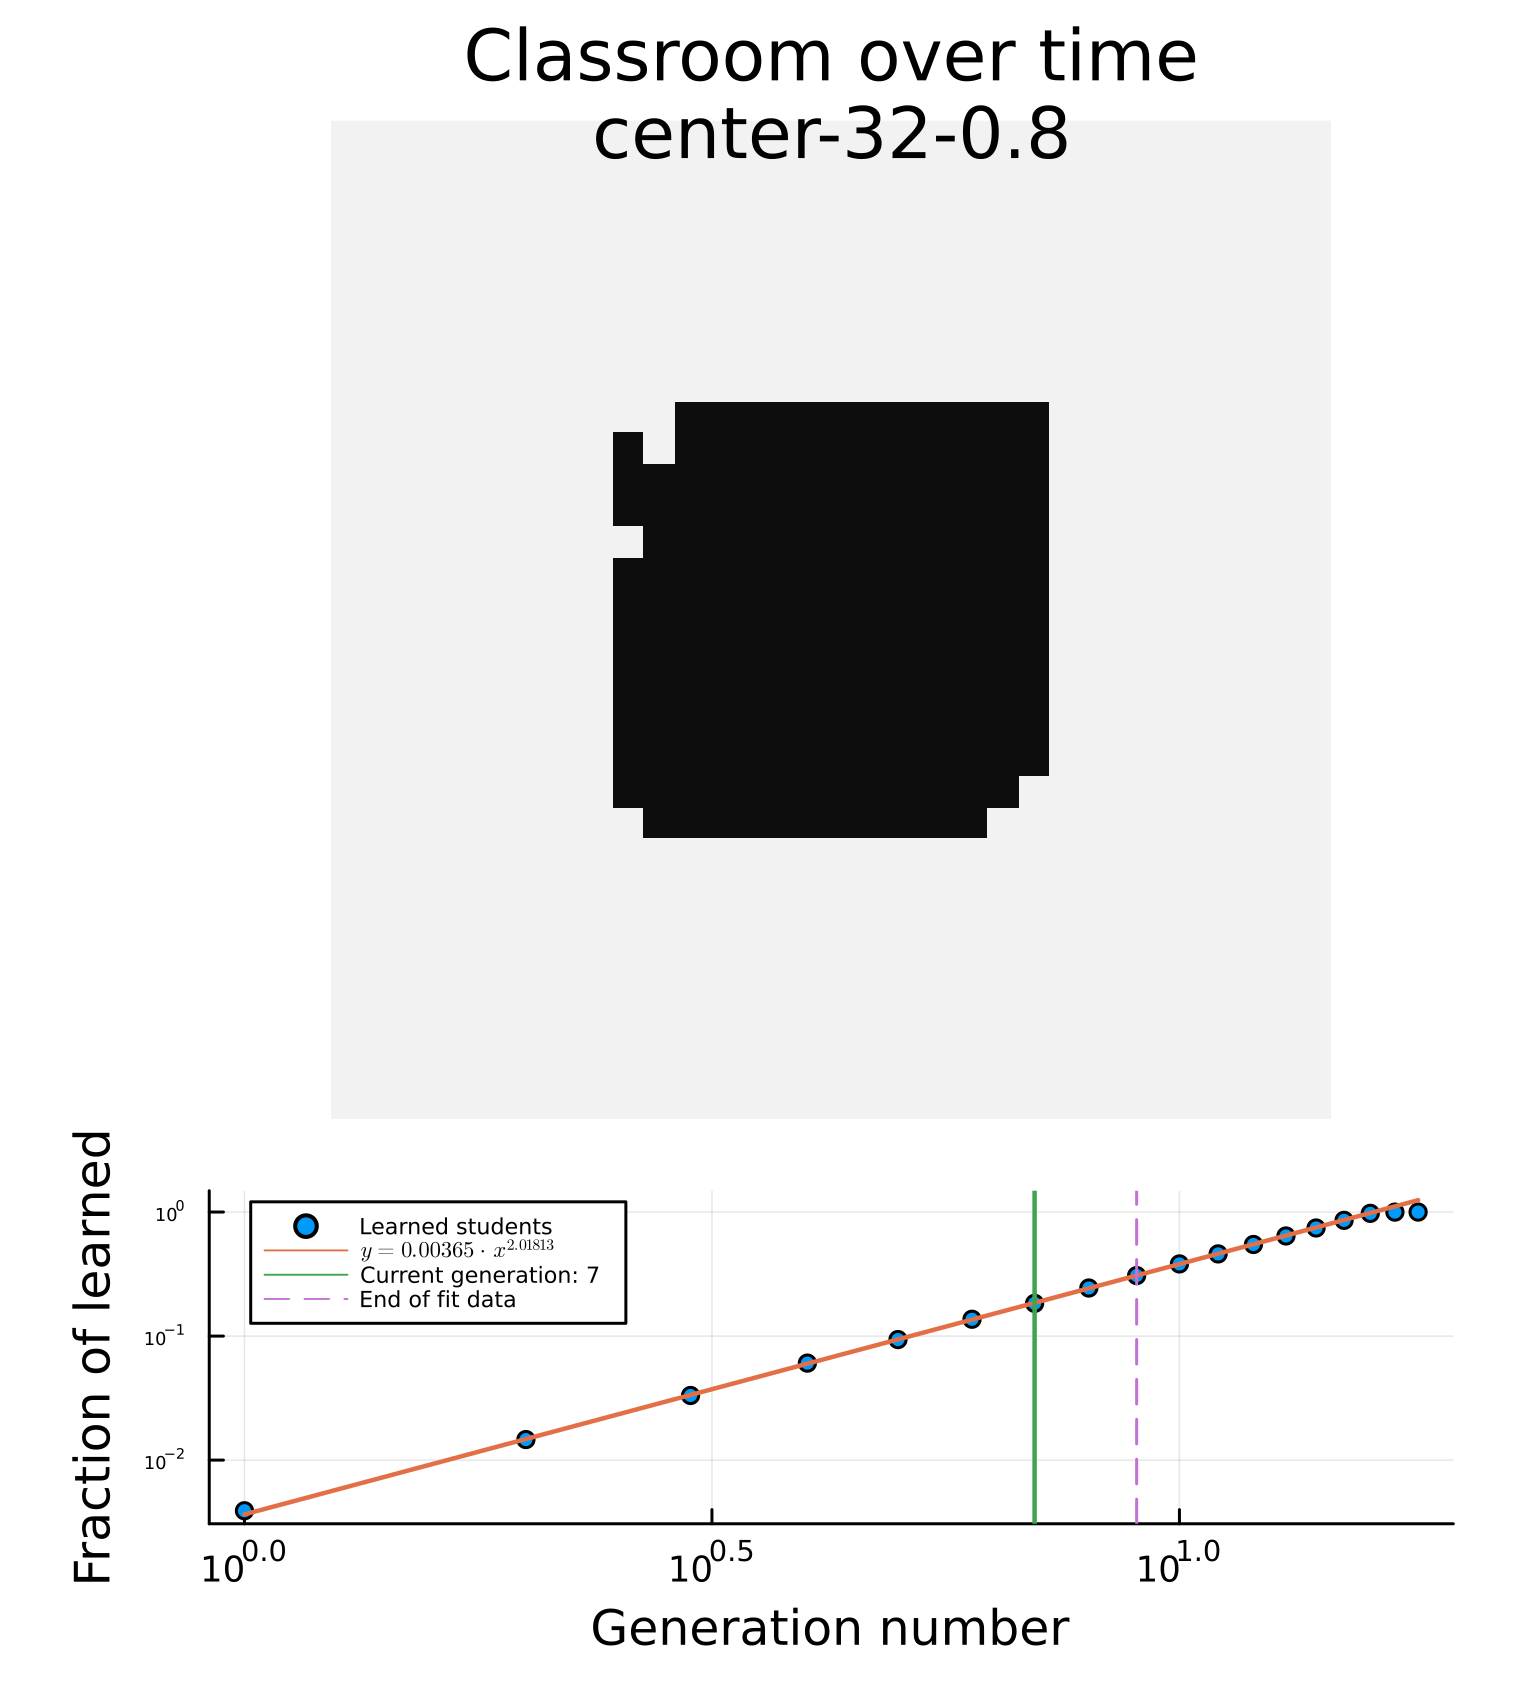 Classroom over time
center-32-0.8
Fraction of learned
10⁰
10⁻¹
10⁻²
Learned students
y = 0.00365 · x^2.01813
Current generation: 7
End of fit data
10^0.0
10^0.5
10^1.0
Generation number